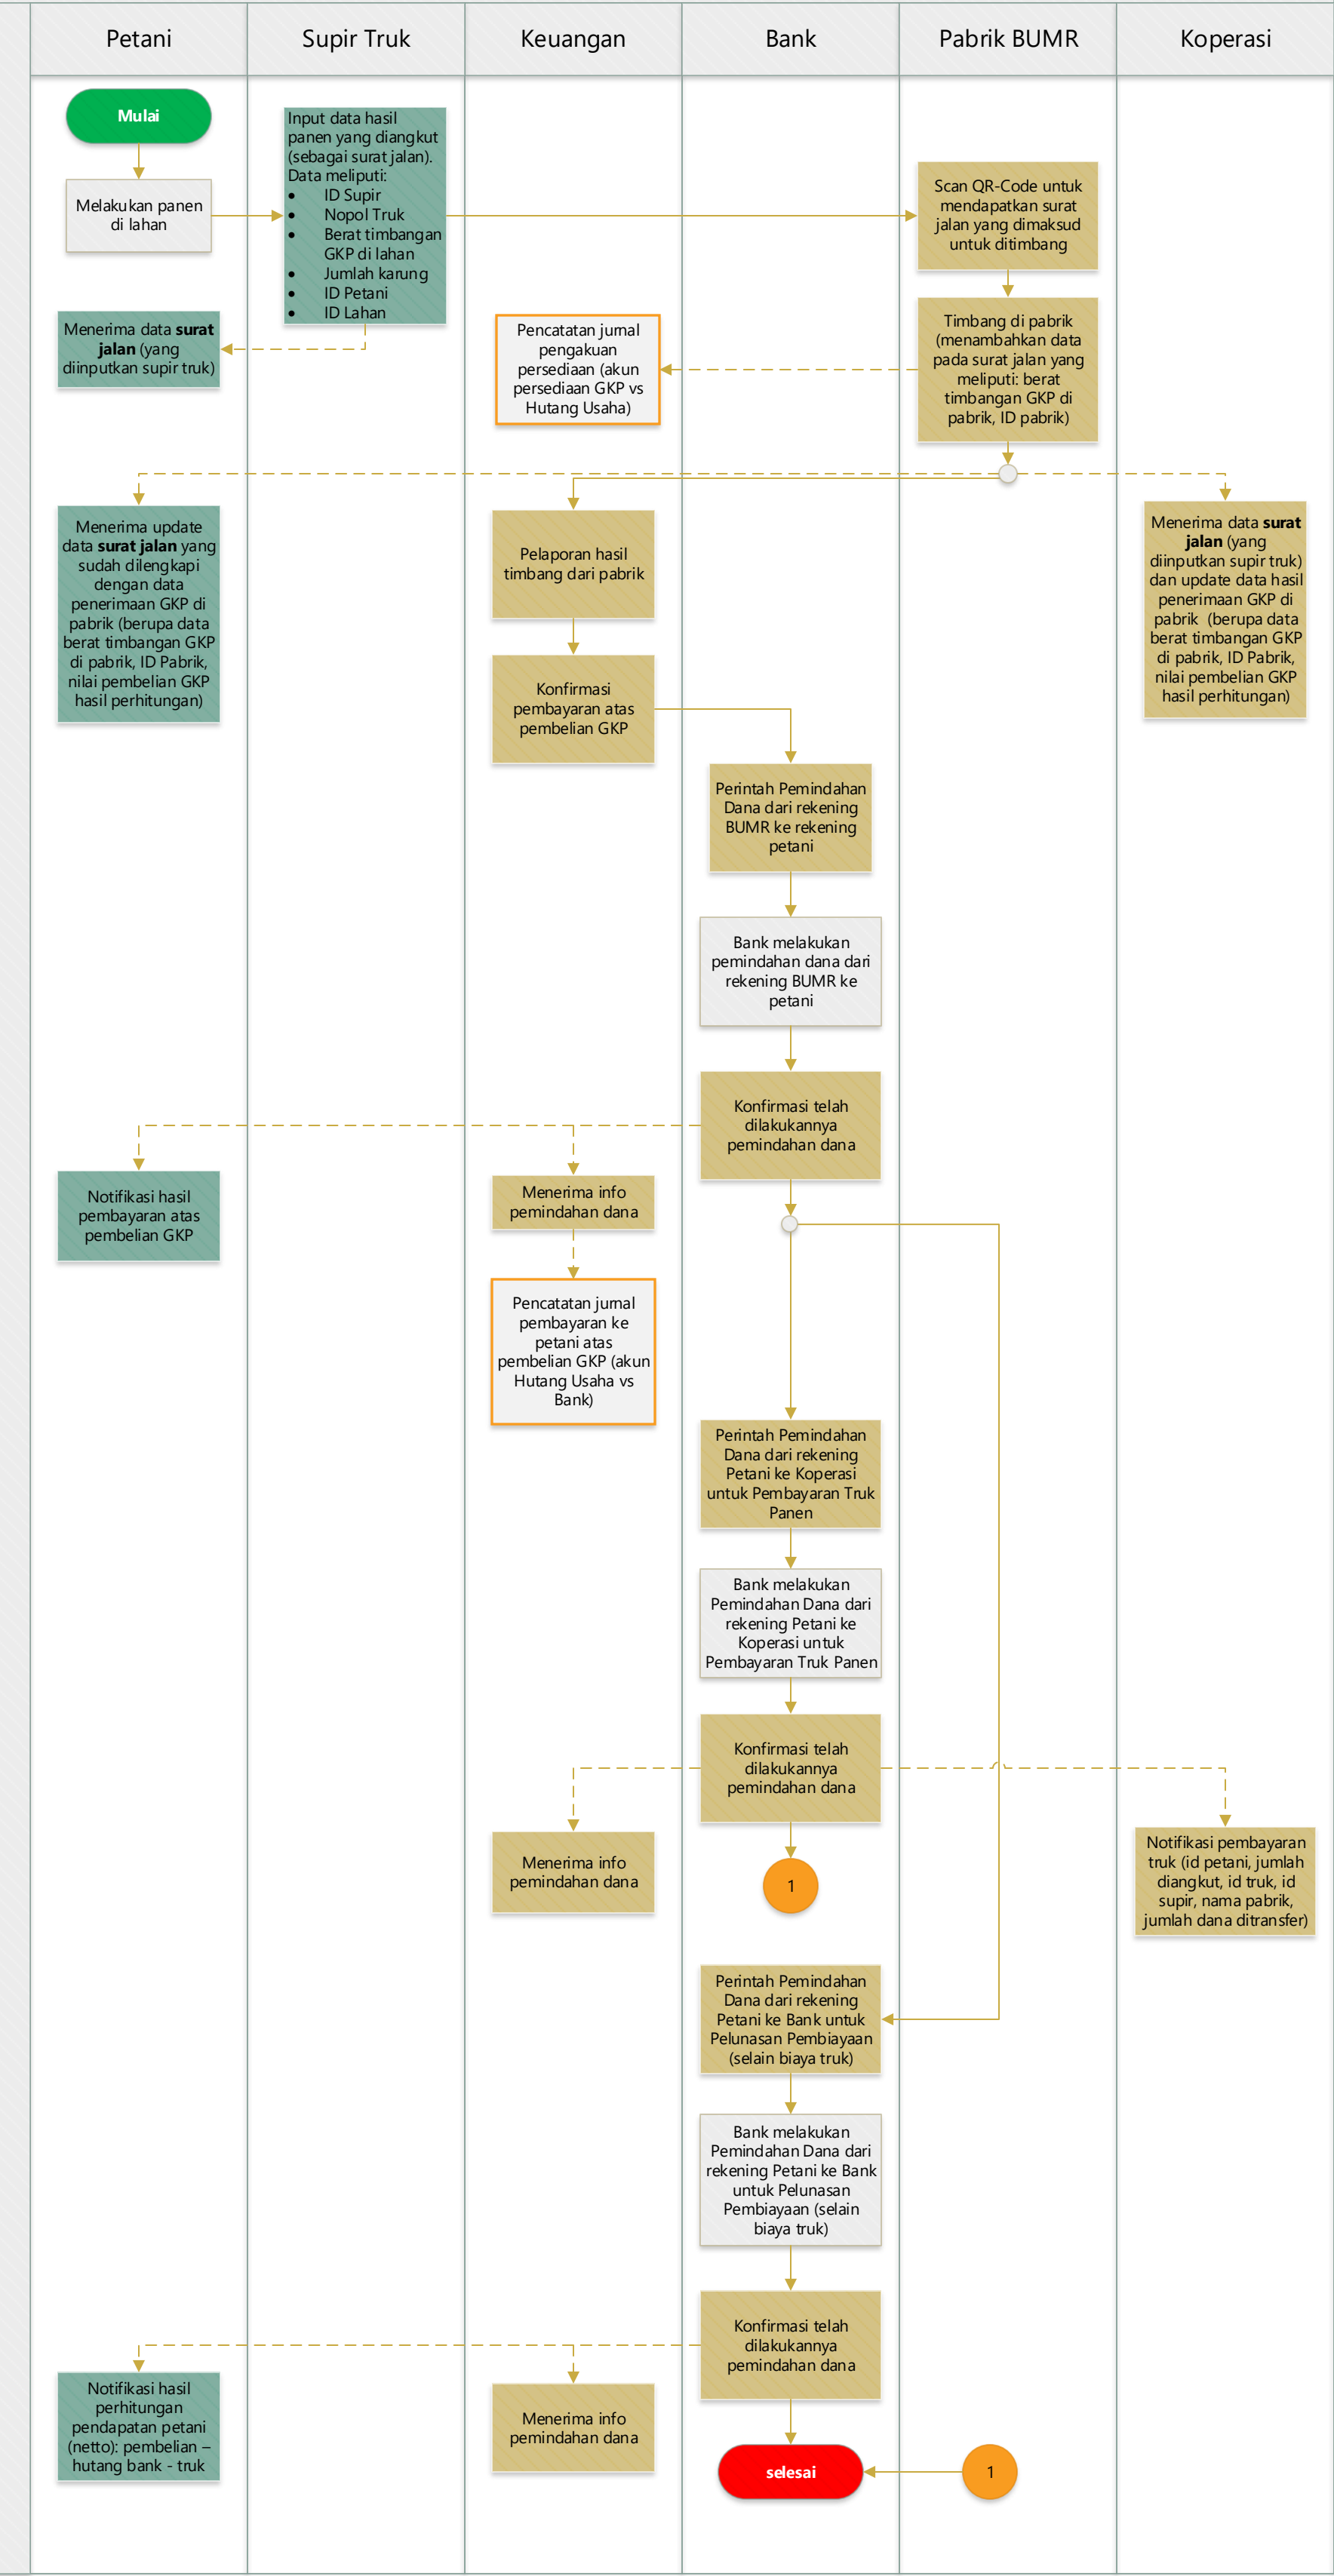 Petani
Supir Truk
Keuangan
Bank
Pabrik BUMR
Koperasi
Mulai
Melakukan panen
di lahan
Input data hasil
panen yang diangkut
(sebagai surat jalan).
Data meliputi:
• ID Supir
• Nopol Truk
• Berat timbangan
GKP di lahan
• Jumlah karung
• ID Petani
• ID Lahan
Scan QR-Code untuk
mendapatkan surat
jalan yang dimaksud
untuk ditimbang
Menerima data surat
jalan (yang
diinputkan supir truk)
Pencatatan jurnal
pengakuan
persediaan (akun
persediaan GKP vs
Hutang Usaha)
Timbang di pabrik
(menambahkan data
pada surat jalan yang
meliputi: berat
timbangan GKP di
pabrik, ID pabrik)
Menerima update
data surat jalan yang
sudah dilengkapi
dengan data
penerimaan GKP di
pabrik (berupa data
berat timbangan GKP
di pabrik, ID Pabrik,
nilai pembelian GKP
hasil perhitungan)
Pelaporan hasil
timbang dari pabrik
Menerima data surat
jalan (yang
diinputkan supir truk)
dan update data hasil
penerimaan GKP di
pabrik (berupa data
berat timbangan GKP
di pabrik, ID Pabrik,
nilai pembelian GKP
hasil perhitungan)
Konfirmasi
pembayaran atas
pembelian GKP
Perintah Pemindahan
Dana dari rekening
BUMR ke rekening
petani
Bank melakukan
pemindahan dana dari
rekening BUMR ke
petani
Konfirmasi telah
dilakukannya
pemindahan dana
Notifikasi hasil
pembayaran atas
pembelian GKP
Menerima info
pemindahan dana
Pencatatan jurnal
pembayaran ke
petani atas
pembelian GKP (akun
Hutang Usaha vs
Bank)
Perintah Pemindahan
Dana dari rekening
Petani ke Koperasi
untuk Pembayaran Truk
Panen
Bank melakukan
Pemindahan Dana dari
rekening Petani ke
Koperasi untuk
Pembayaran Truk Panen
Konfirmasi telah
dilakukannya
pemindahan dana
Menerima info
pemindahan dana
1
Notifikasi pembayaran
truk (id petani, jumlah
diangkut, id truk, id
supir, nama pabrik,
jumlah dana ditransfer)
Perintah Pemindahan
Dana dari rekening
Petani ke Bank untuk
Pelunasan Pembiayaan
(selain biaya truk)
Bank melakukan
Pemindahan Dana dari
rekening Petani ke Bank
untuk Pelunasan
Pembiayaan (selain
biaya truk)
Konfirmasi telah
dilakukannya
pemindahan dana
Notifikasi hasil
perhitungan
pendapatan petani
(netto): pembelian –
hutang bank - truk
Menerima info
pemindahan dana
selesai
1